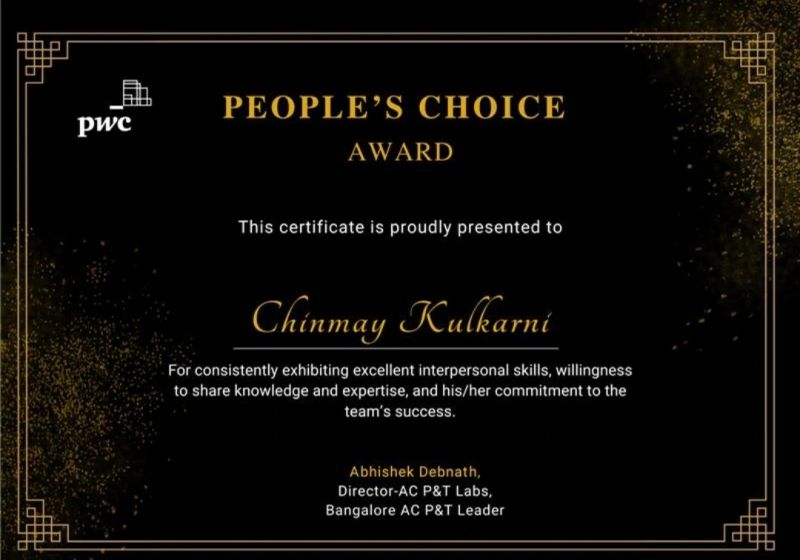 pwc
PEOPLE’S CHOICE
AWARD
This certificate is proudly presented to
Chinmay Kulkarni
For consistently exhibiting excellent interpersonal skills, willingness
to share knowledge and expertise, and his/her commitment to the
team’s success.
Abhishek Debnath,
Director-AC P&T Labs,
Bangalore AC P&T Leader